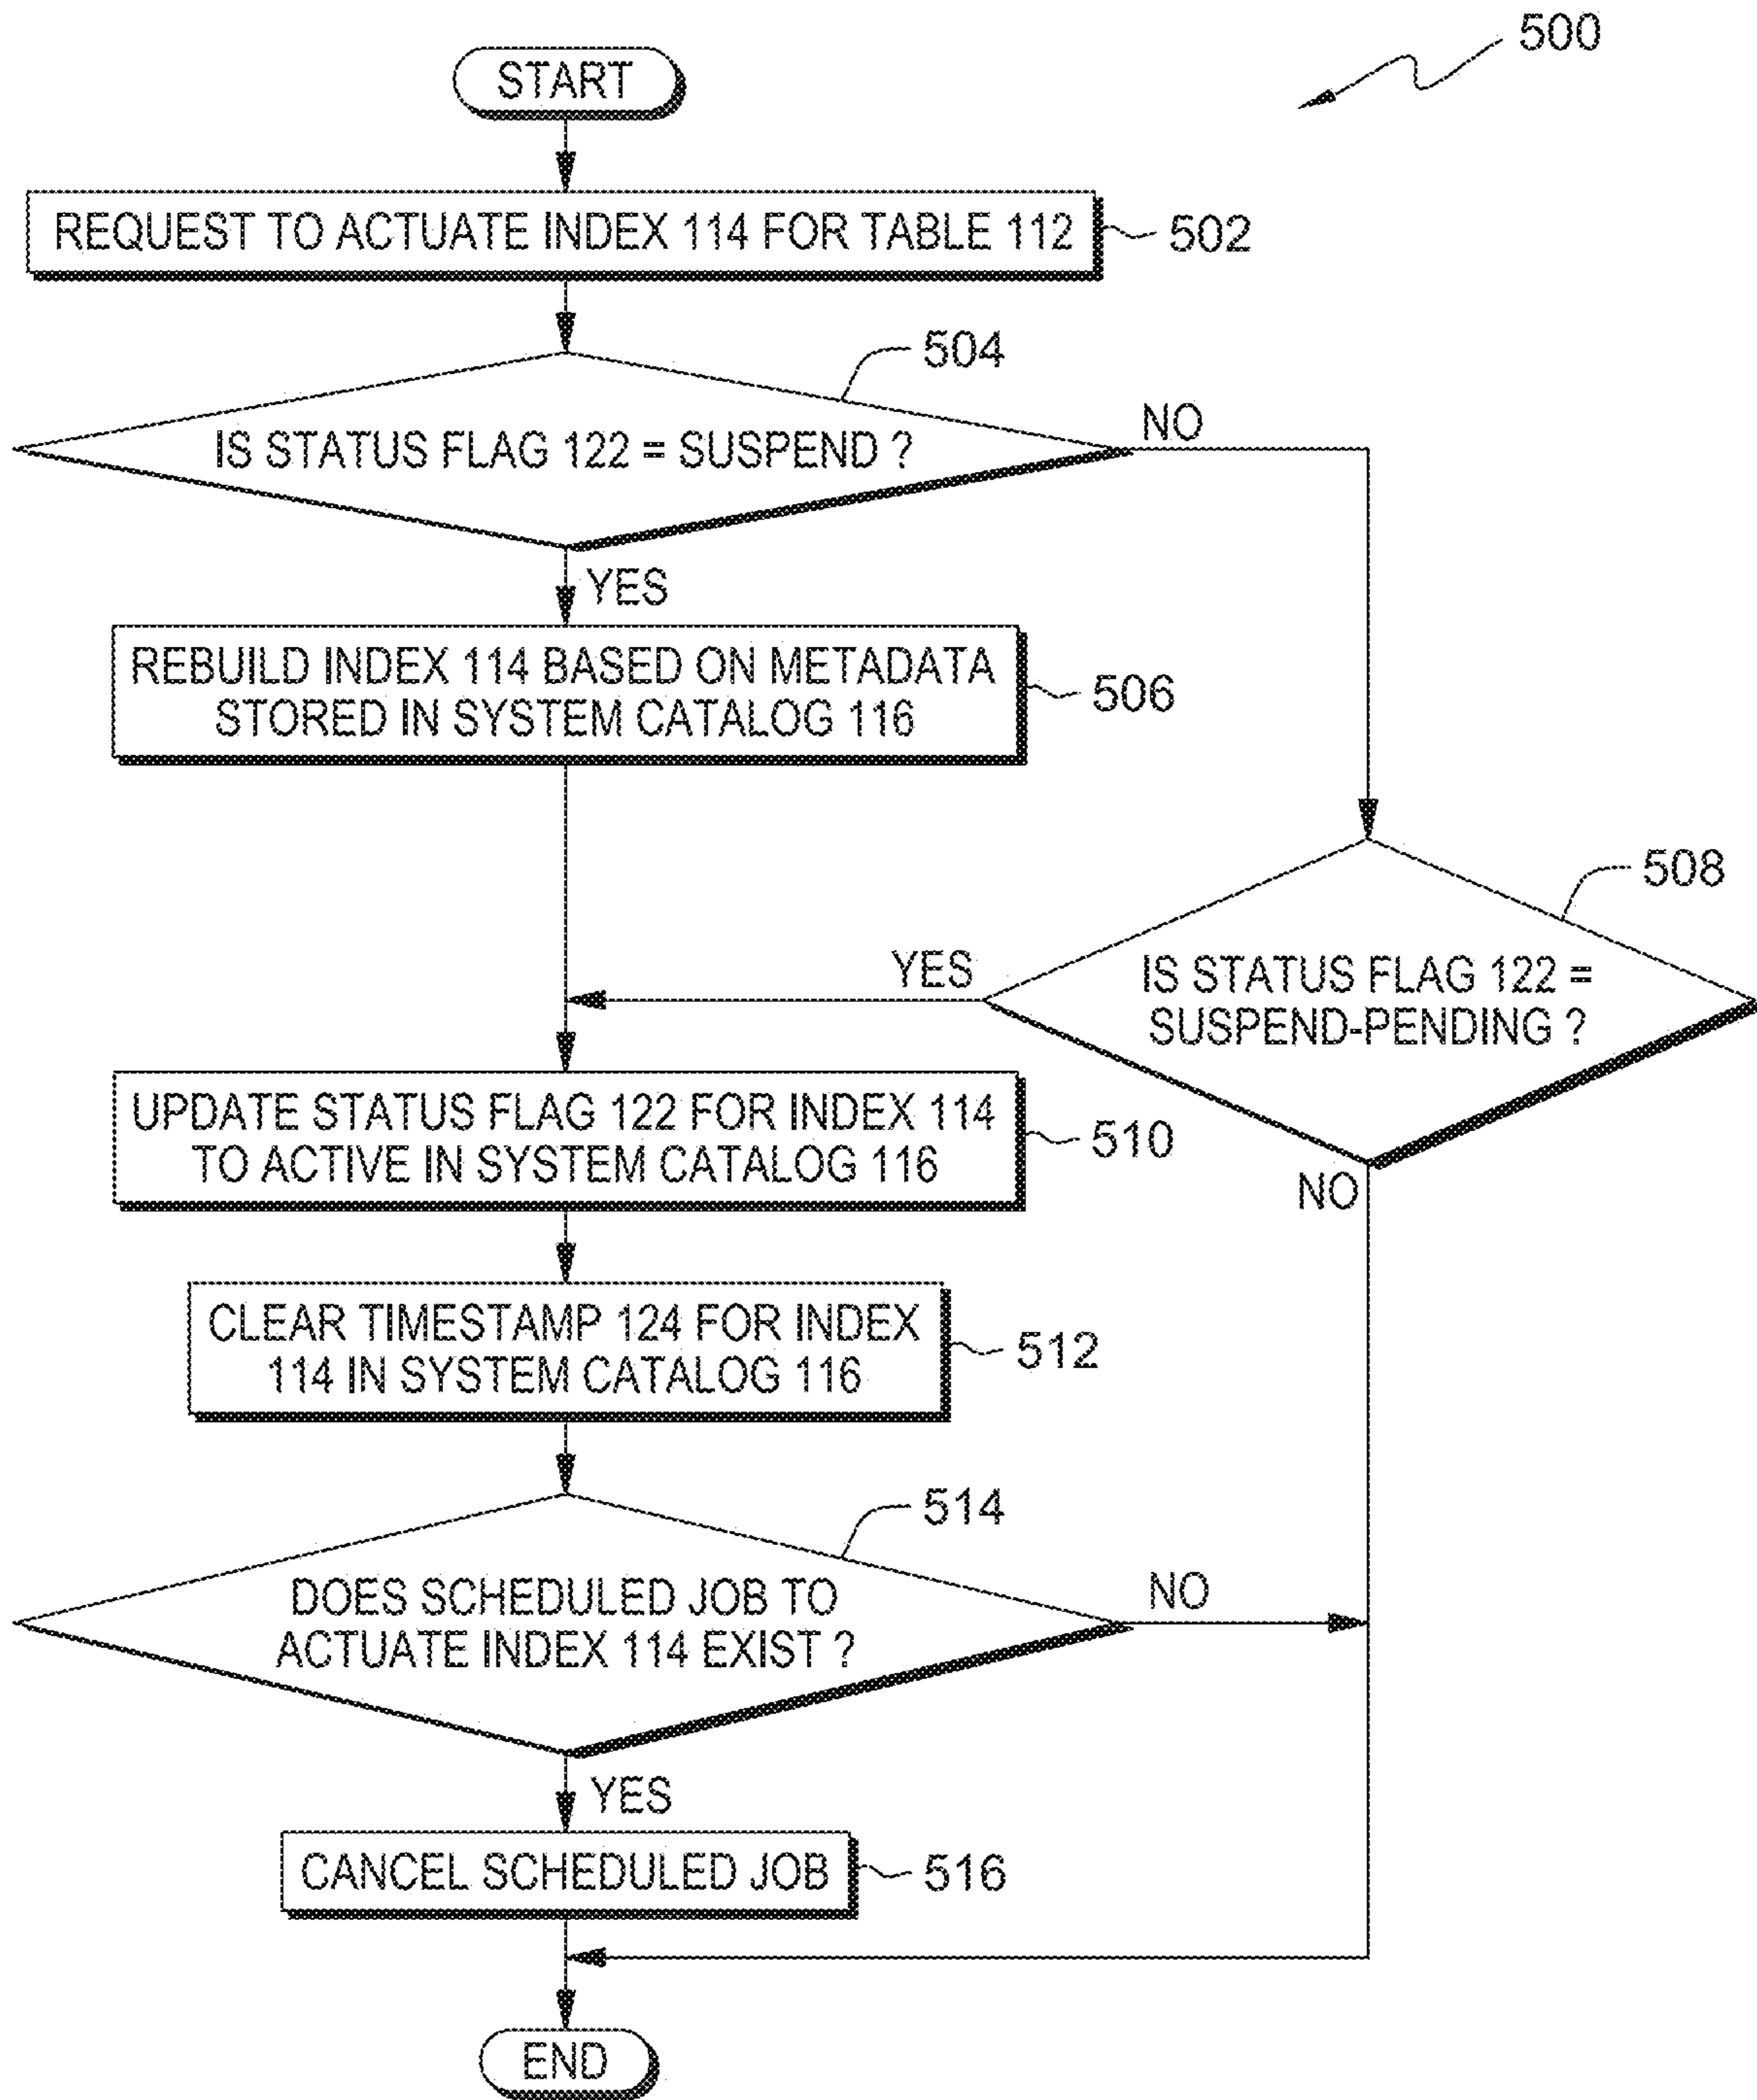 500
START
REQUEST TO ACTUATE INDEX 114 FOR TABLE 112
502
504
IS STATUS FLAG 122 = SUSPEND ?
NO
YES
REBUILD INDEX 114 BASED ON METADATA
STORED IN SYSTEM CATALOG 116
506
508
IS STATUS FLAG 122 =
SUSPEND-PENDING ?
YES
NO
UPDATE STATUS FLAG 122 FOR INDEX 114
TO ACTIVE IN SYSTEM CATALOG 116
510
CLEAR TIMESTAMP 124 FOR INDEX
114 IN SYSTEM CATALOG 116
512
514
DOES SCHEDULED JOB TO
ACTUATE INDEX 114 EXIST ?
NO
YES
CANCEL SCHEDULED JOB
516
END